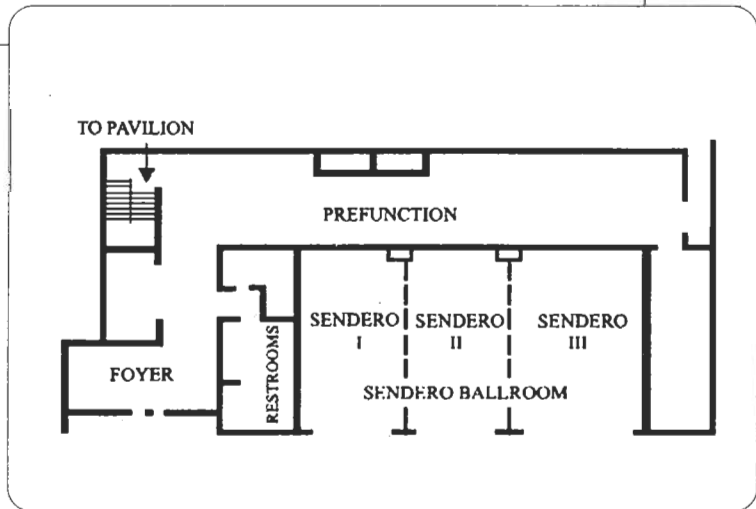 TO PAVILION
PREFUNCTION
SENDERO
I
SENDERO
II
SENDERO
III
FOYER
RESTROOMS
SENDERO BALLROOM